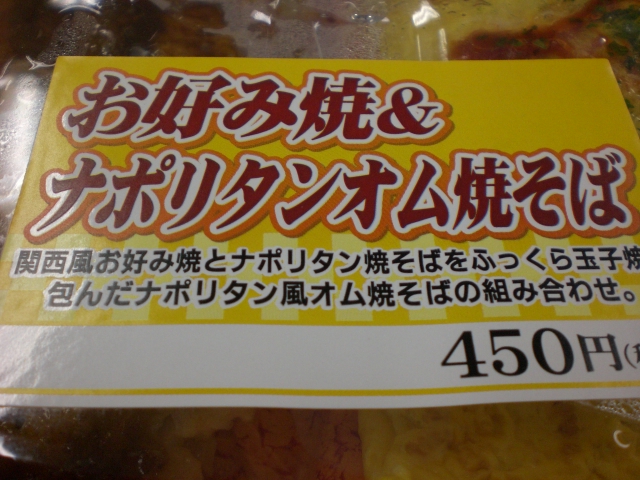 お好み焼&
ナポリタンオム焼そば
関西風お好み焼とナポリタン焼そばをふっくら玉子焼
包んだナポリタン風オム焼そばの組み合わせ。
450円